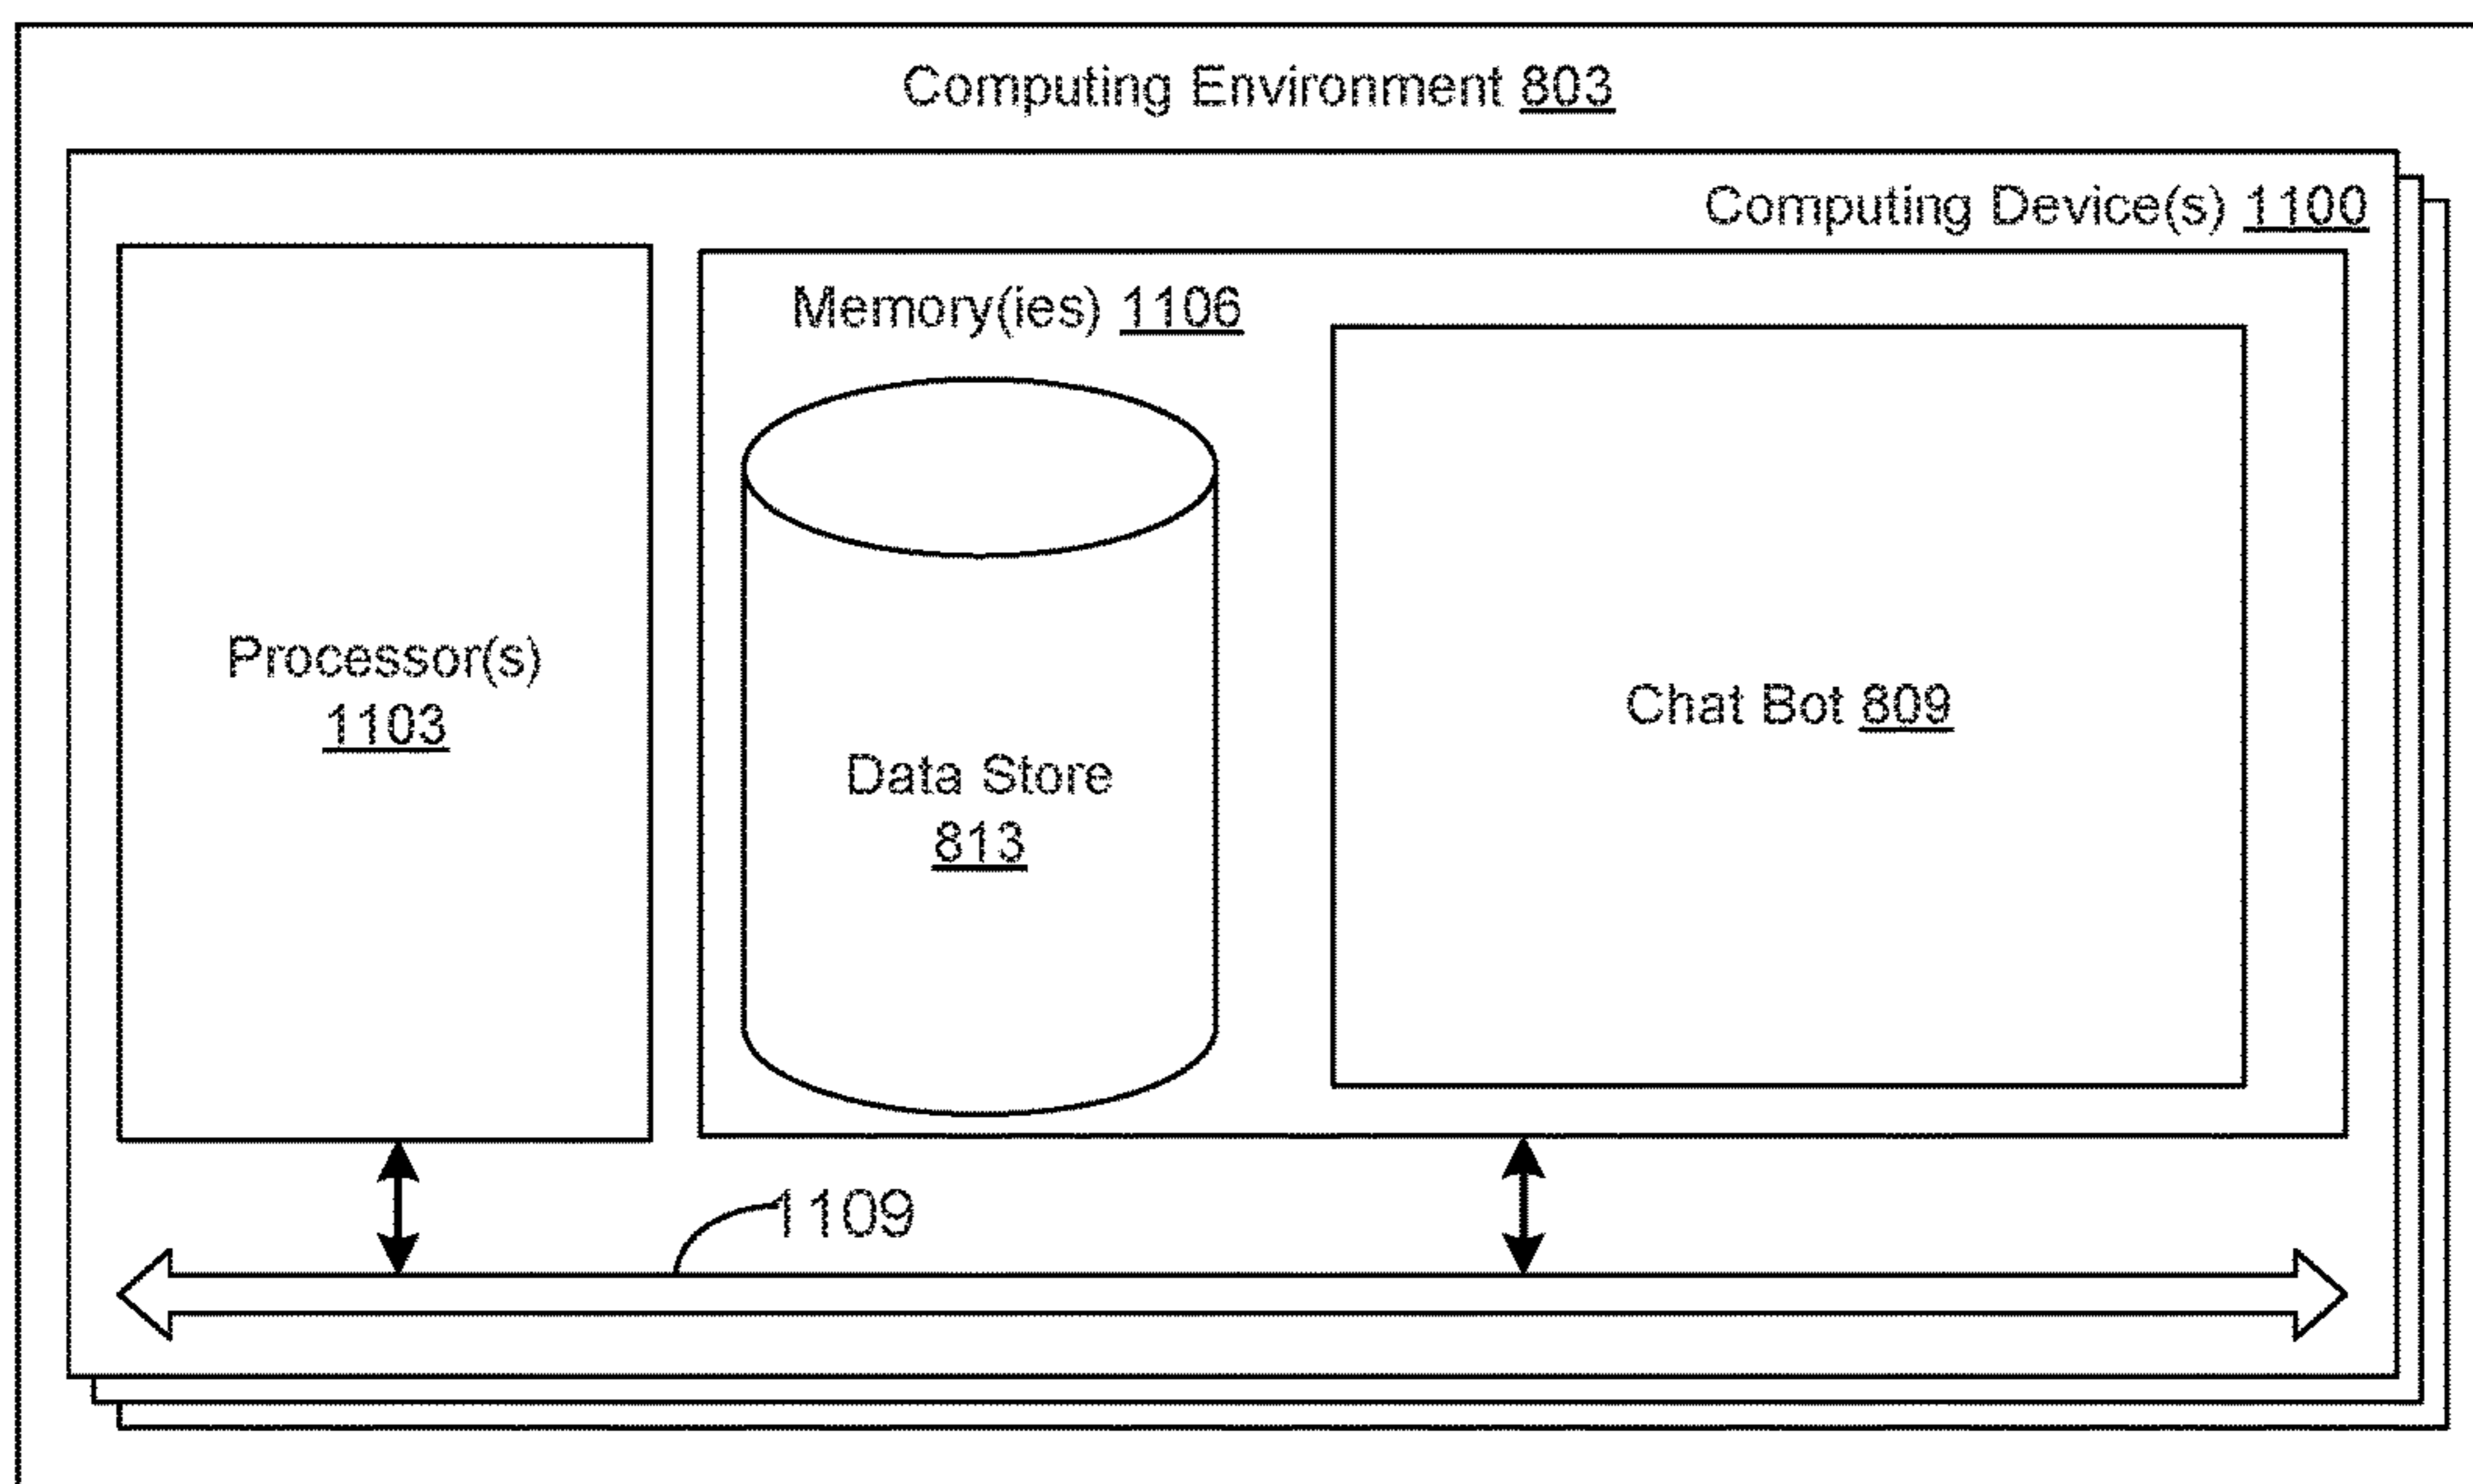 Computing Environment 803
Computing Device(s) 1100
Memory(ies) 1106
Processor(s)
1103
Chat Bot 809
Data Store
813
1109